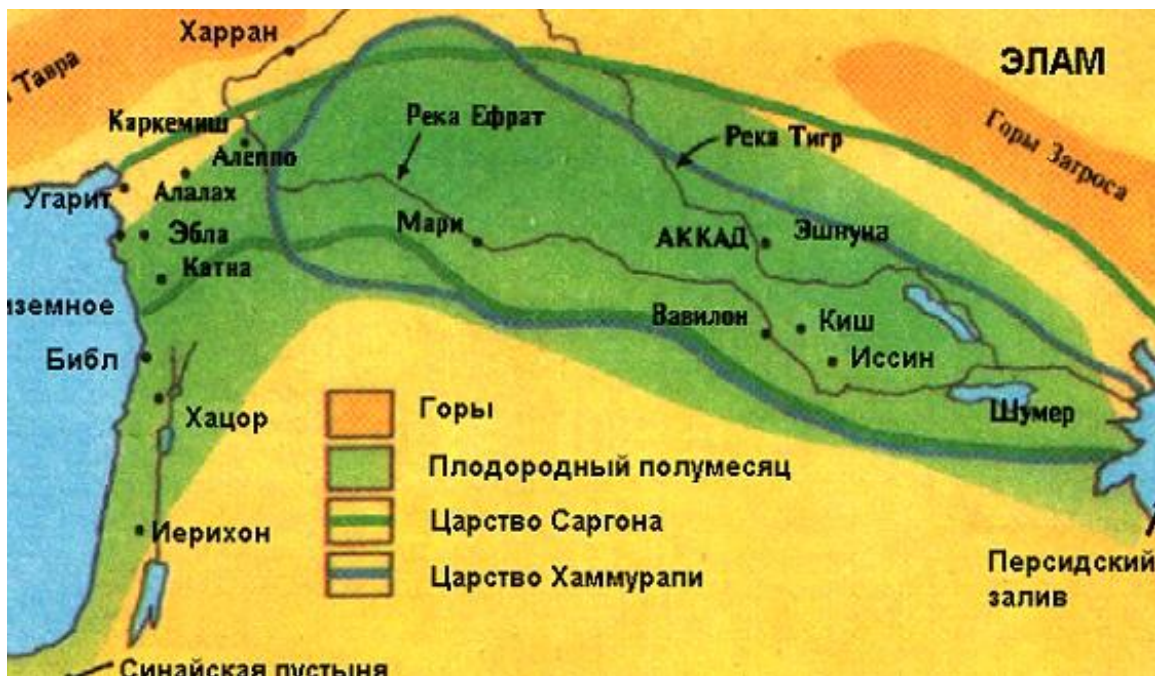 Харран
ЭЛАМ
Тавра
Каркемиш
Река Ефрат
Горы Загроса
Алеппо
Река Тигр
Угарит
Алалах
Эбла
Мари
АККАД
Эшнуна
Катна
иземное
Вавилон
Киш
Библ
Иссин
Хацор
Горы
Шумер
Плодородный полумесяц
Царство Саргона
Иерихон
Царство Хаммурапи
Персидский
залив
Синайская пустыня